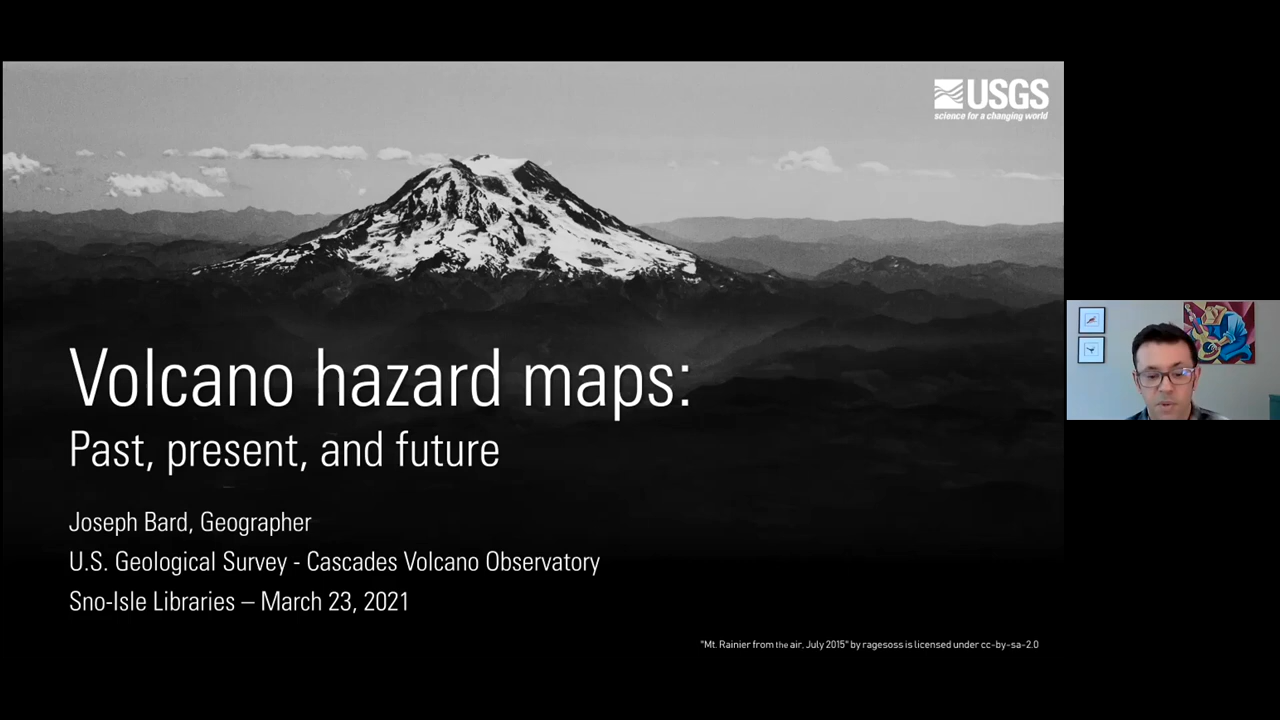 USGS
science for a changing world
Volcano hazard maps:
Past, present, and future
Joseph Bard, Geographer
U.S. Geological Survey - Cascades Volcano Observatory
Sno-Isle Libraries – March 23, 2021
"Mt. Rainier from the air, July 2015" by ragesoss is licensed under cc-by-sa-2.0